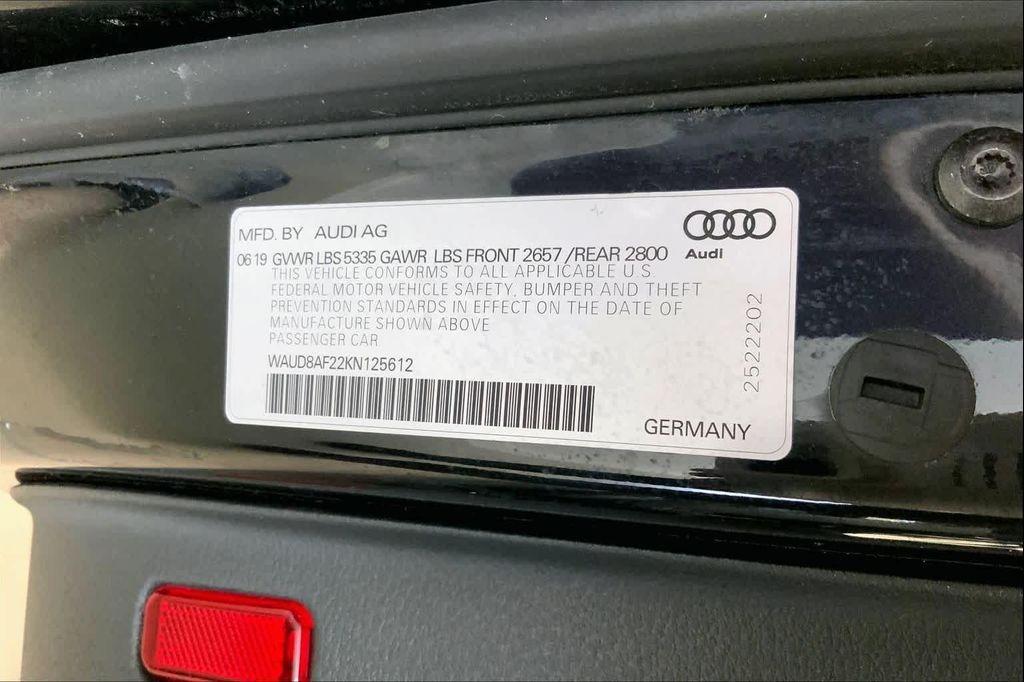 MFD. BY AUDI AG
Audi
06 19 GVWR LBS 5335 GAWR LBS FRONT 2657 /REAR 2800
THIS VEHICLE CONFORMS TO ALL APPLICABLE U.S.
FEDERAL MOTOR VEHICLE SAFETY, BUMPER AND THEFT
PREVENTION STANDARDS IN EFFECT ON THE DATE OF
MANUFACTURE SHOWN ABOVE
PASSENGER CAR
WAUD8AF22KN125612
2522202
GERMANY